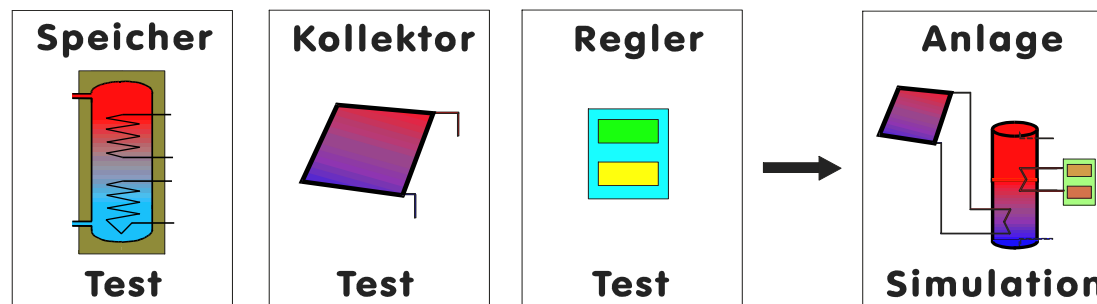 Speicher
Test
Kollektor
Test
Regler
Test
Anlage
Simulation